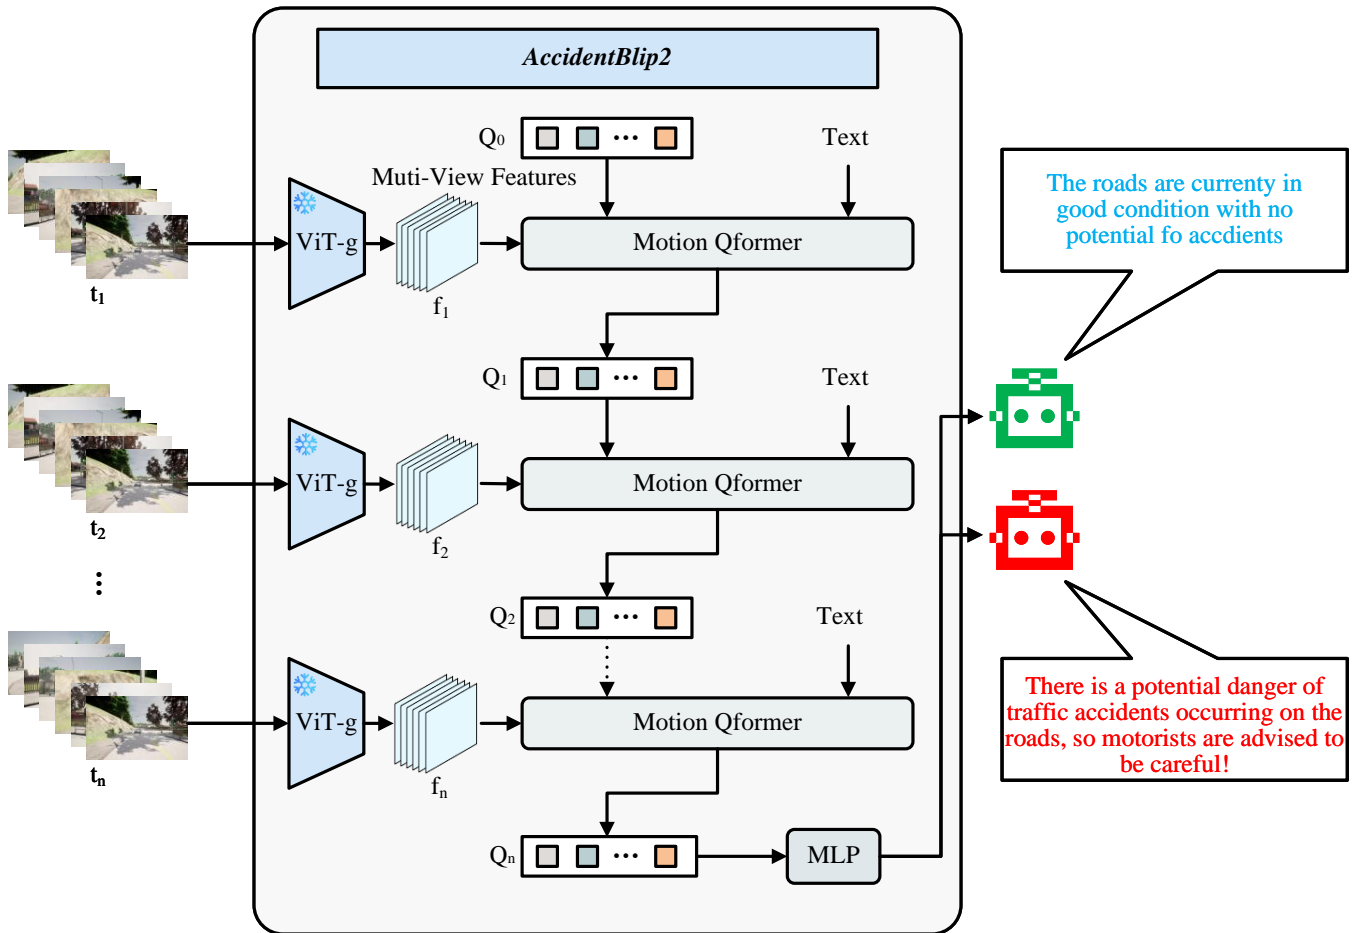 AccidentBlip2
Q0
Text
Muti-View Features
ViT-g
Motion Qformer
t1
f1
The roads are currenty in
good condition with no
potential fo accdients
Q1
Text
ViT-g
Motion Qformer
t2
f2
...
Q2
Text
ViT-g
Motion Qformer
tn
fn
There is a potential danger of
traffic accidents occurring on the
roads, so motorists are advised to
be careful!
Qn
MLP